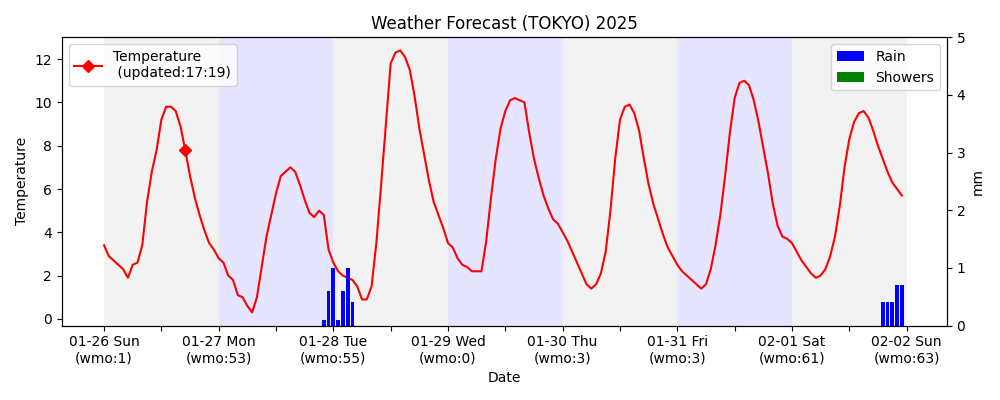 Weather Forecast (TOKYO) 2025
Temperature
(updated:17:19)
Rain
Showers
Temperature
12
10
8
6
4
2
0
5
4
3
2
1
0
mm
01-26 Sun
(wmo:1)
01-27 Mon
(wmo:53)
01-28 Tue
(wmo:55)
01-29 Wed
(wmo:0)
01-30 Thu
(wmo:3)
01-31 Fri
(wmo:3)
02-01 Sat
(wmo:61)
02-02 Sun
(wmo:63)
Date